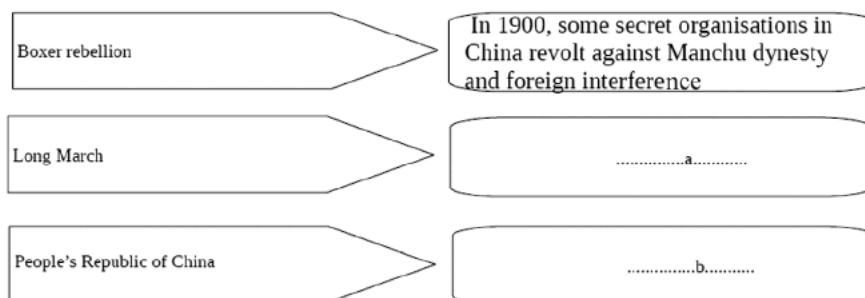 Boxer rebellion
In 1900, some secret organisations in
China revolt against Manchu dynesty
and foreign interference
Long March
...............a............
People's Republic of China
...............b...........